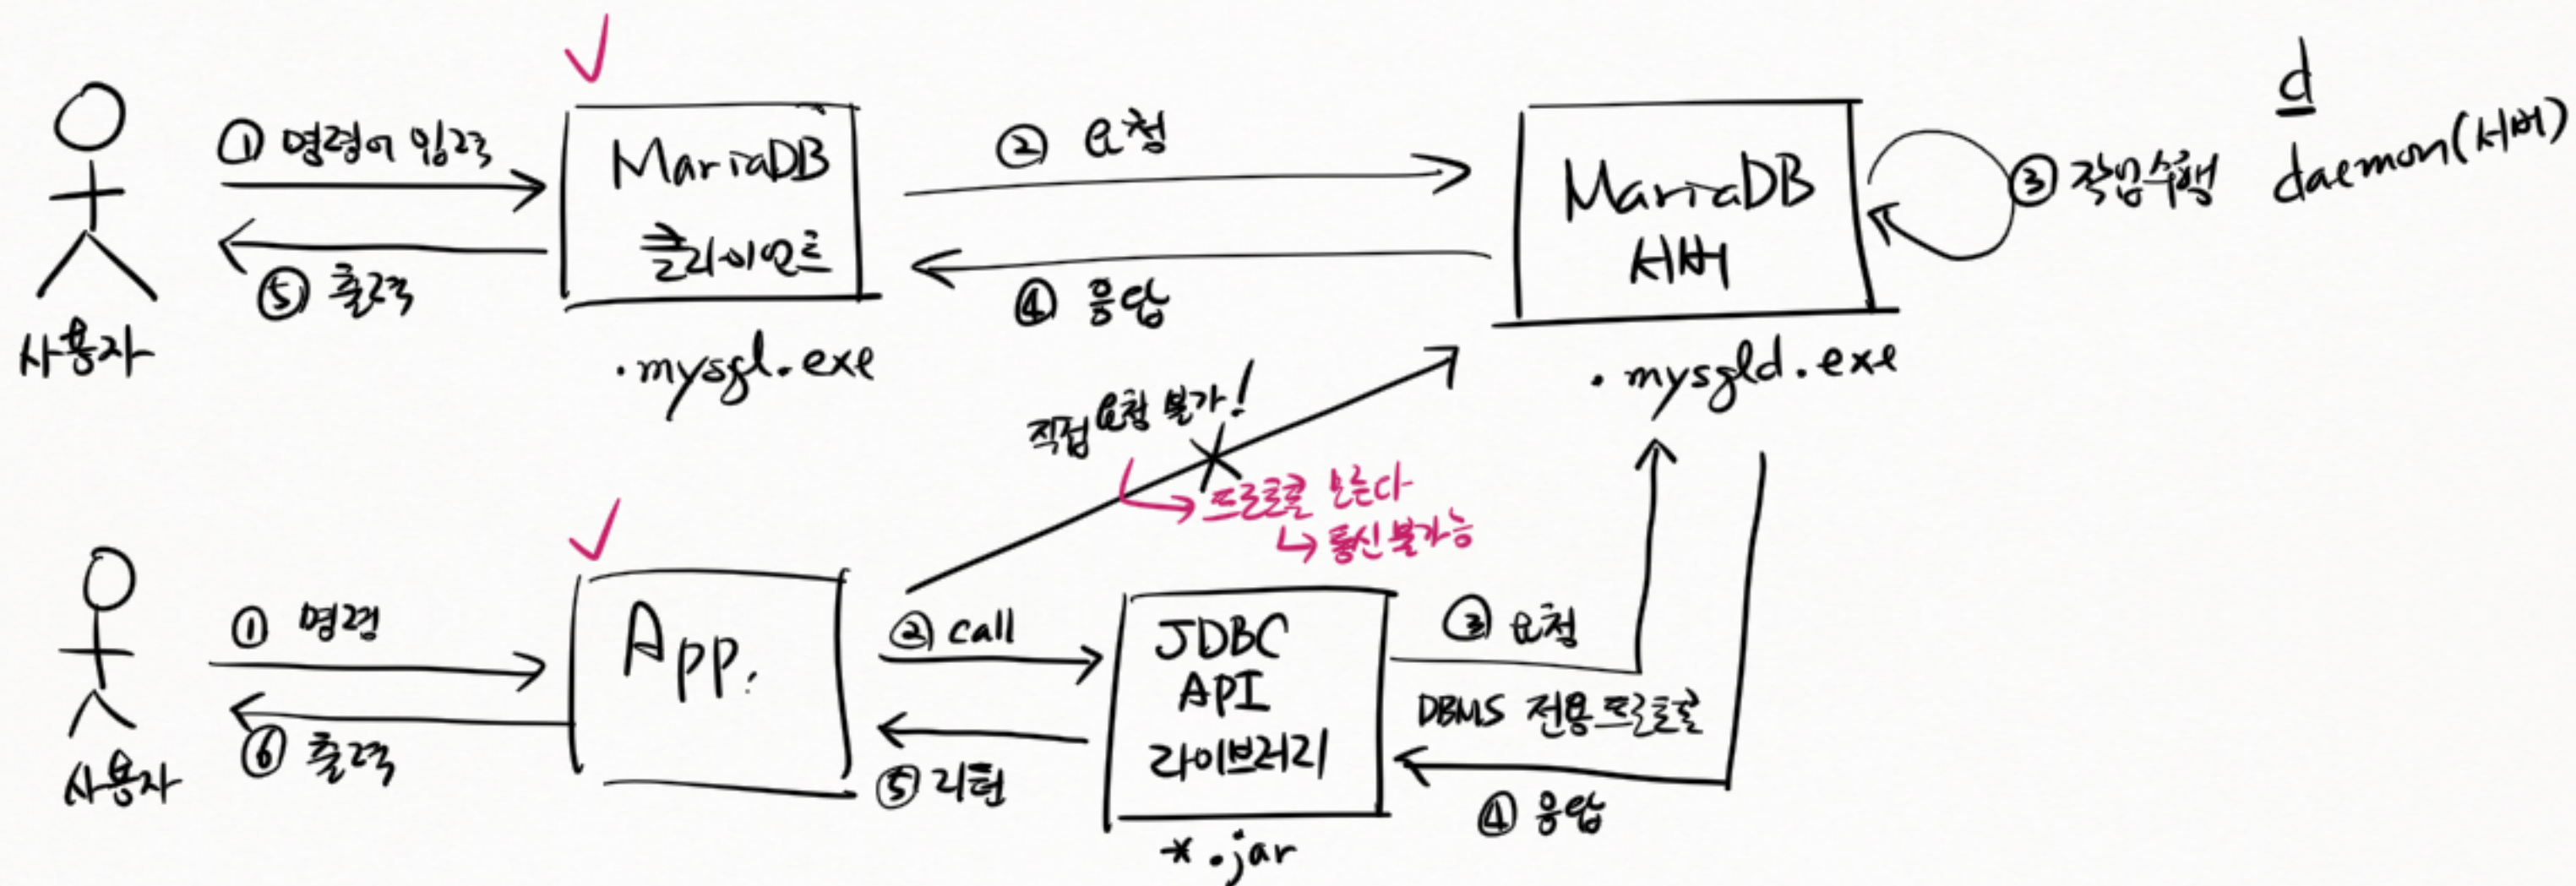 ① 명령어 입력
⑤ 출력
사용자
MariaDB
클라이언트
.mysql.exe
② 요청
④ 응답
MariaDB
서버
.mysqld.exe
③ 작업수행
d
daemon(서버)
직접 요청 불가!
프로토콜 모른다
통신 불가능
① 명령
⑥ 출력
사용자
App.
② call
⑤ 리턴
JDBC
API
라이브러리
*.jar
③ 요청
DBMS 전용프로토콜
④ 응답